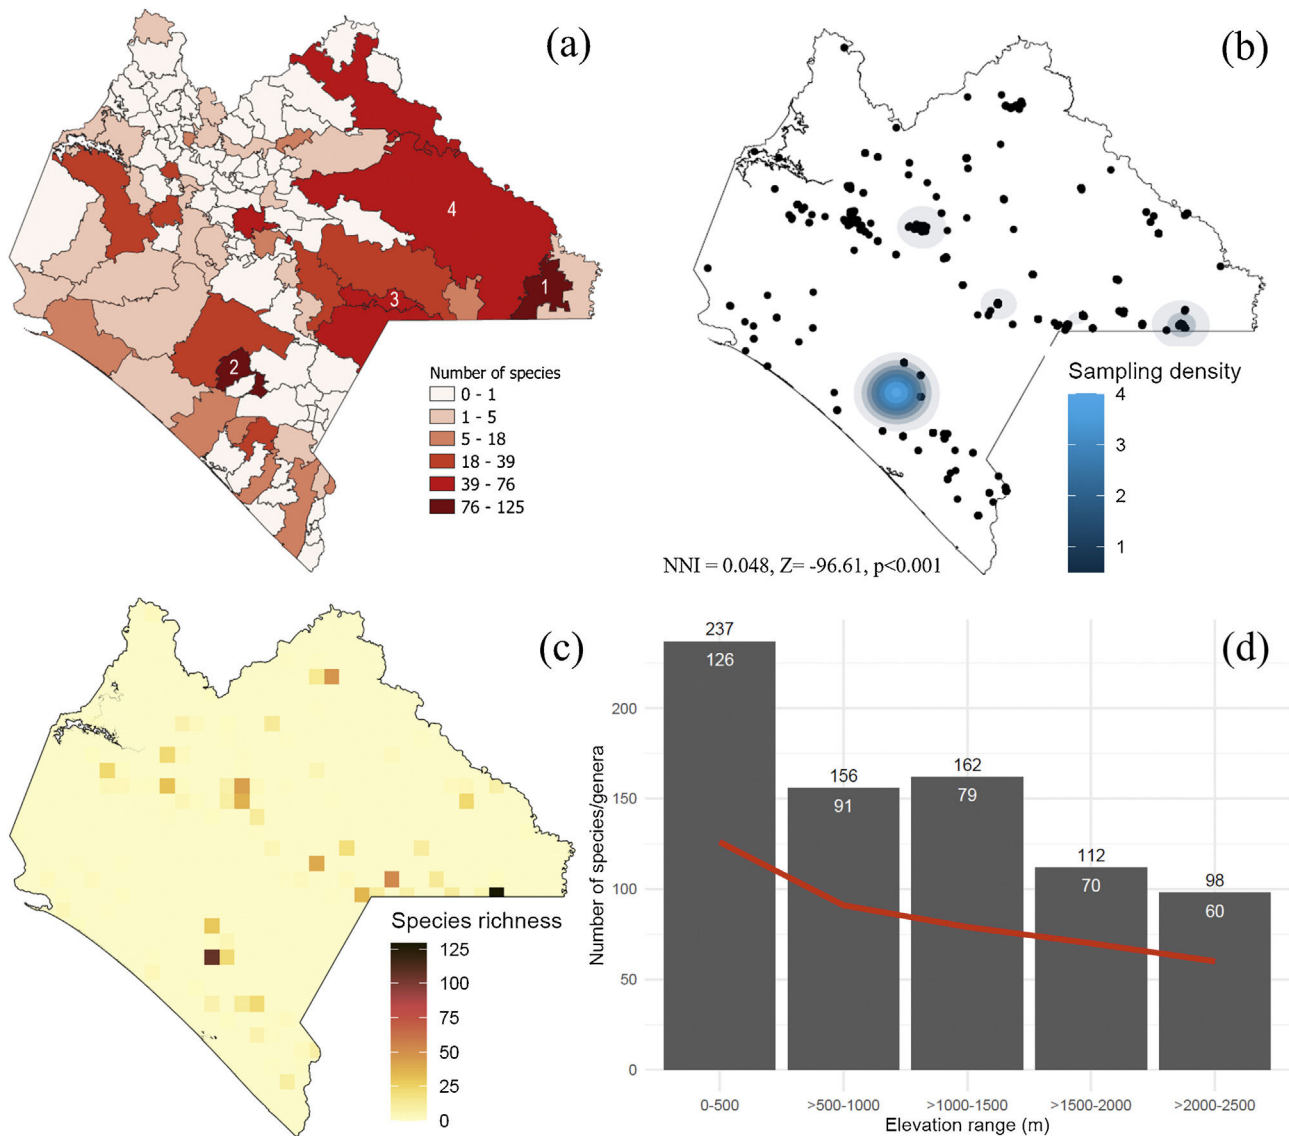 (a)
4
1
3
2
Number of species
0 - 1
1 - 5
5 - 18
18 - 39
39 - 76
76 - 125
(b)
Sampling density
4
3
2
1
NNI = 0.048, Z= -96.61, p<0.001
(c)
Species richness
125
100
75
50
25
0
(d)
237
126
156
91
162
79
112
70
98
60
Number of species/genera
200
150
100
50
0
0-500
>500-1000
>1000-1500
>1500-2000
>2000-2500
Elevation range (m)